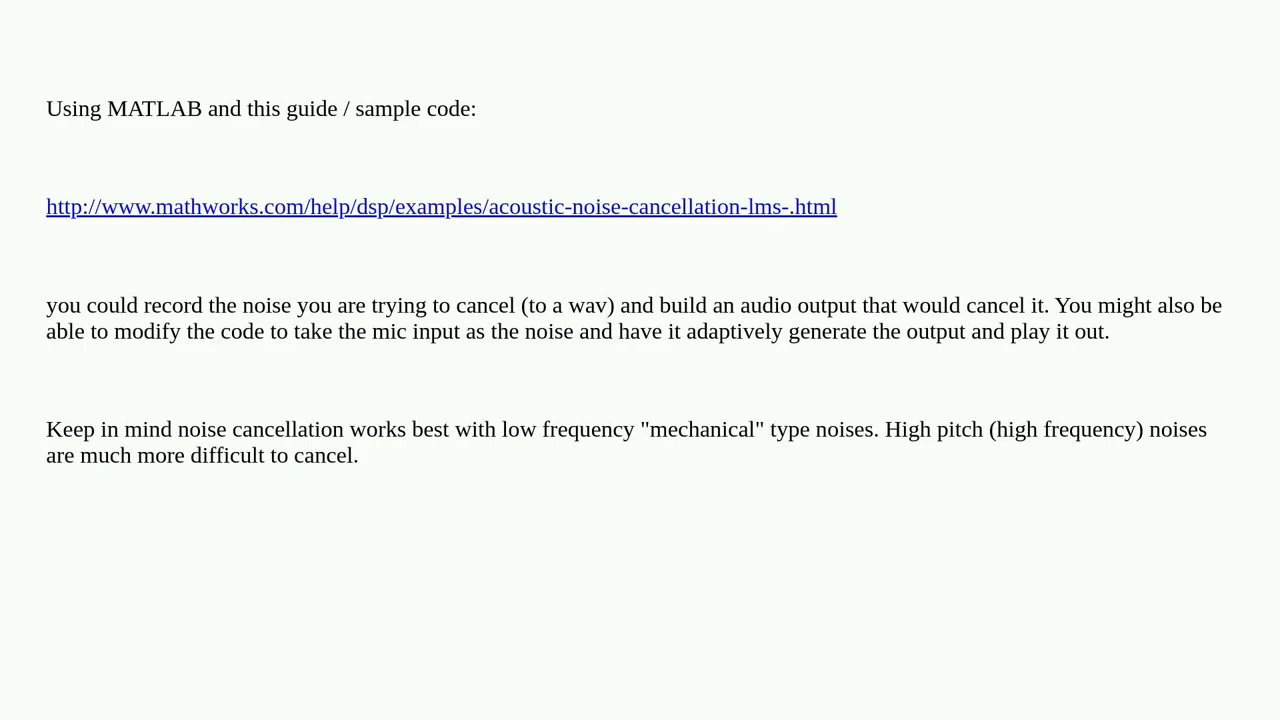 Using MATLAB and this guide / sample code:
http://www.mathworks.com/help/dsp/examples/acoustic-noise-cancellation-lms-.html
you could record the noise you are trying to cancel (to a wav) and build an audio output that would cancel it. You might also be
able to modify the code to take the mic input as the noise and have it adaptively generate the output and play it out.
Keep in mind noise cancellation works best with low frequency "mechanical" type noises. High pitch (high frequency) noises
are much more difficult to cancel.